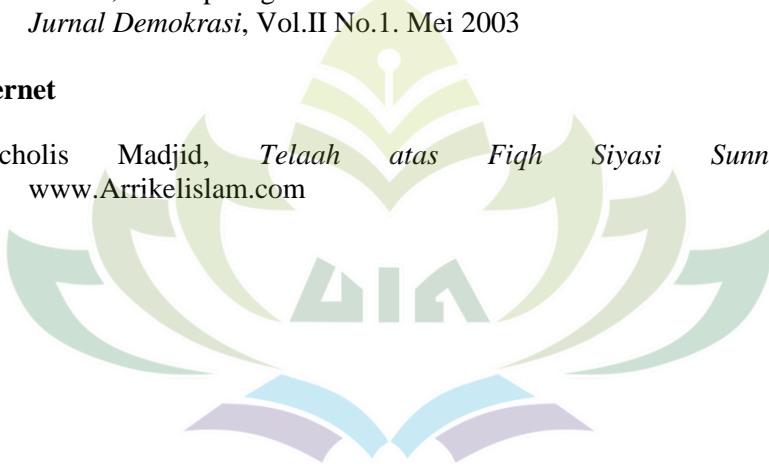 Jurnal Demokrasi, Vol.II No.1. Mei 2003
ernet
cholis Madjid, Telaah atas Fiqh Siyasi Sunn
www.Arrikelislam.com
UIN